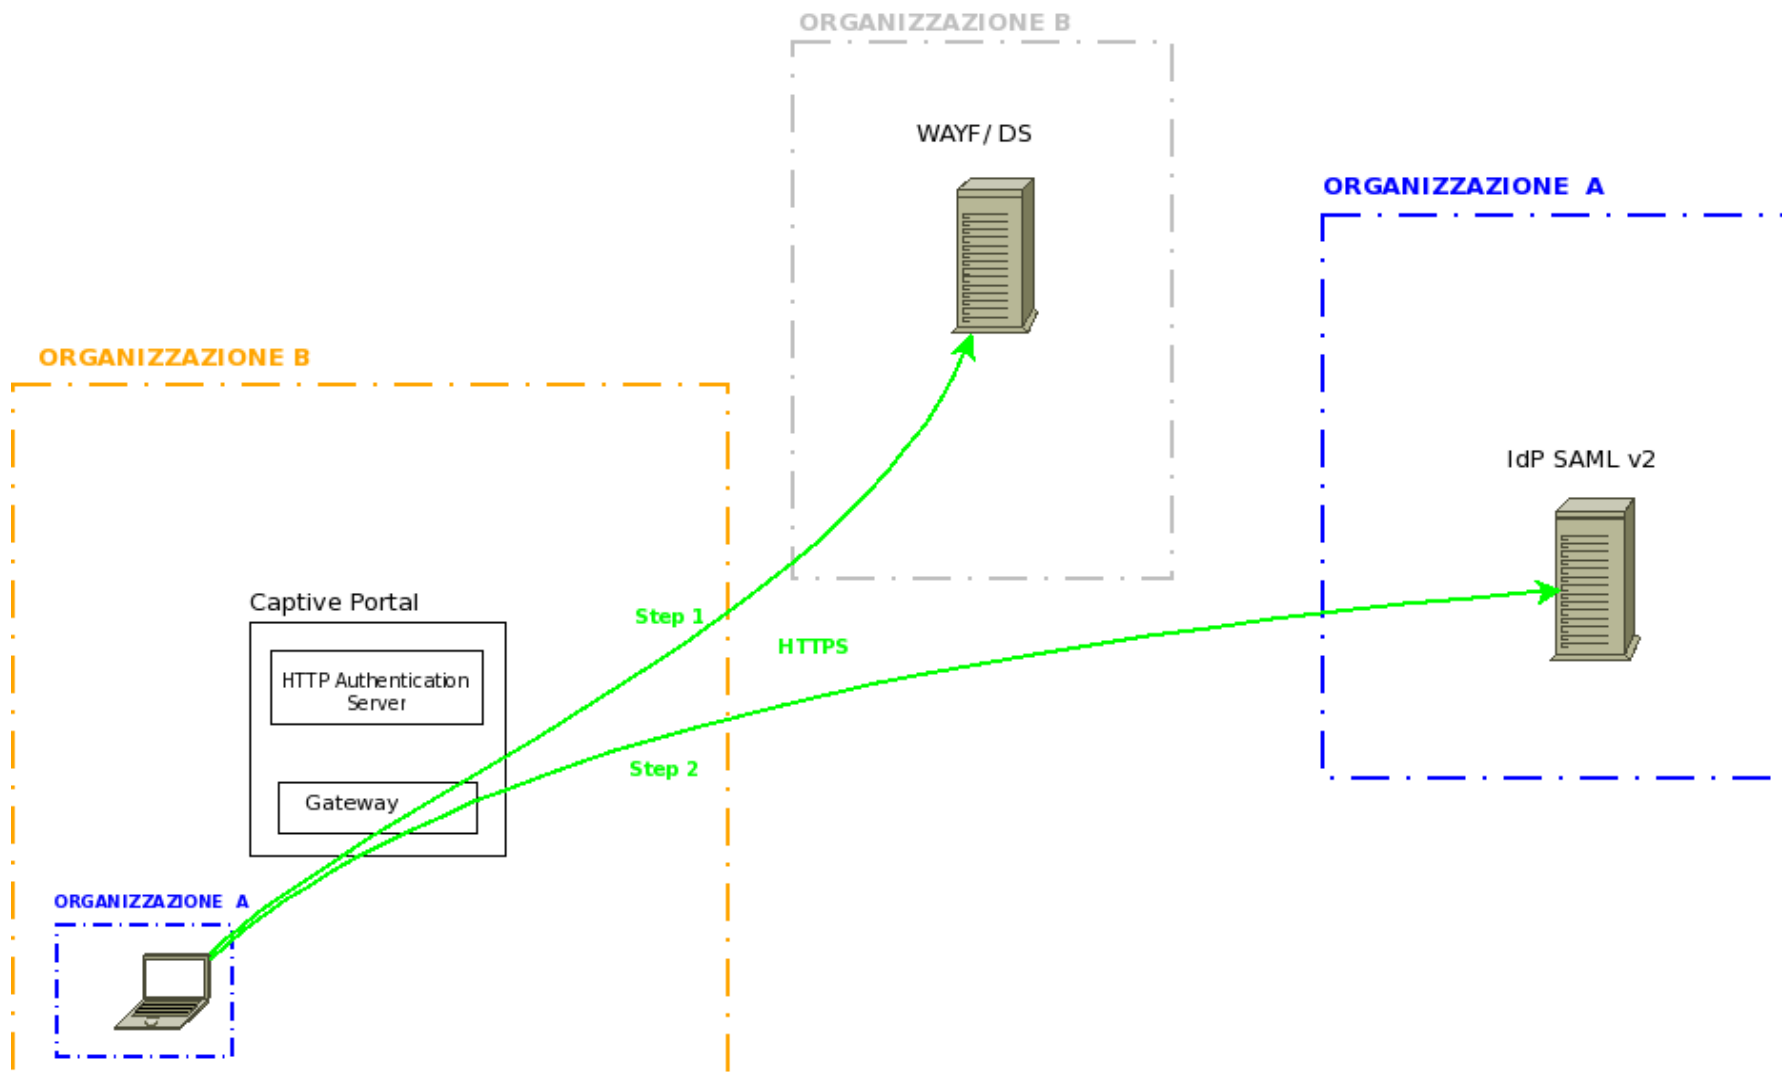 ORGANIZZAZIONE B
WAYF/ DS
ORGANIZZAZIONE A
ORGANIZZAZIONE B
IdP SAML v2
Captive Portal
Step 1
HTTPS
HTTP Authentication
Server
Step 2
Gateway
ORGANIZZAZIONE A